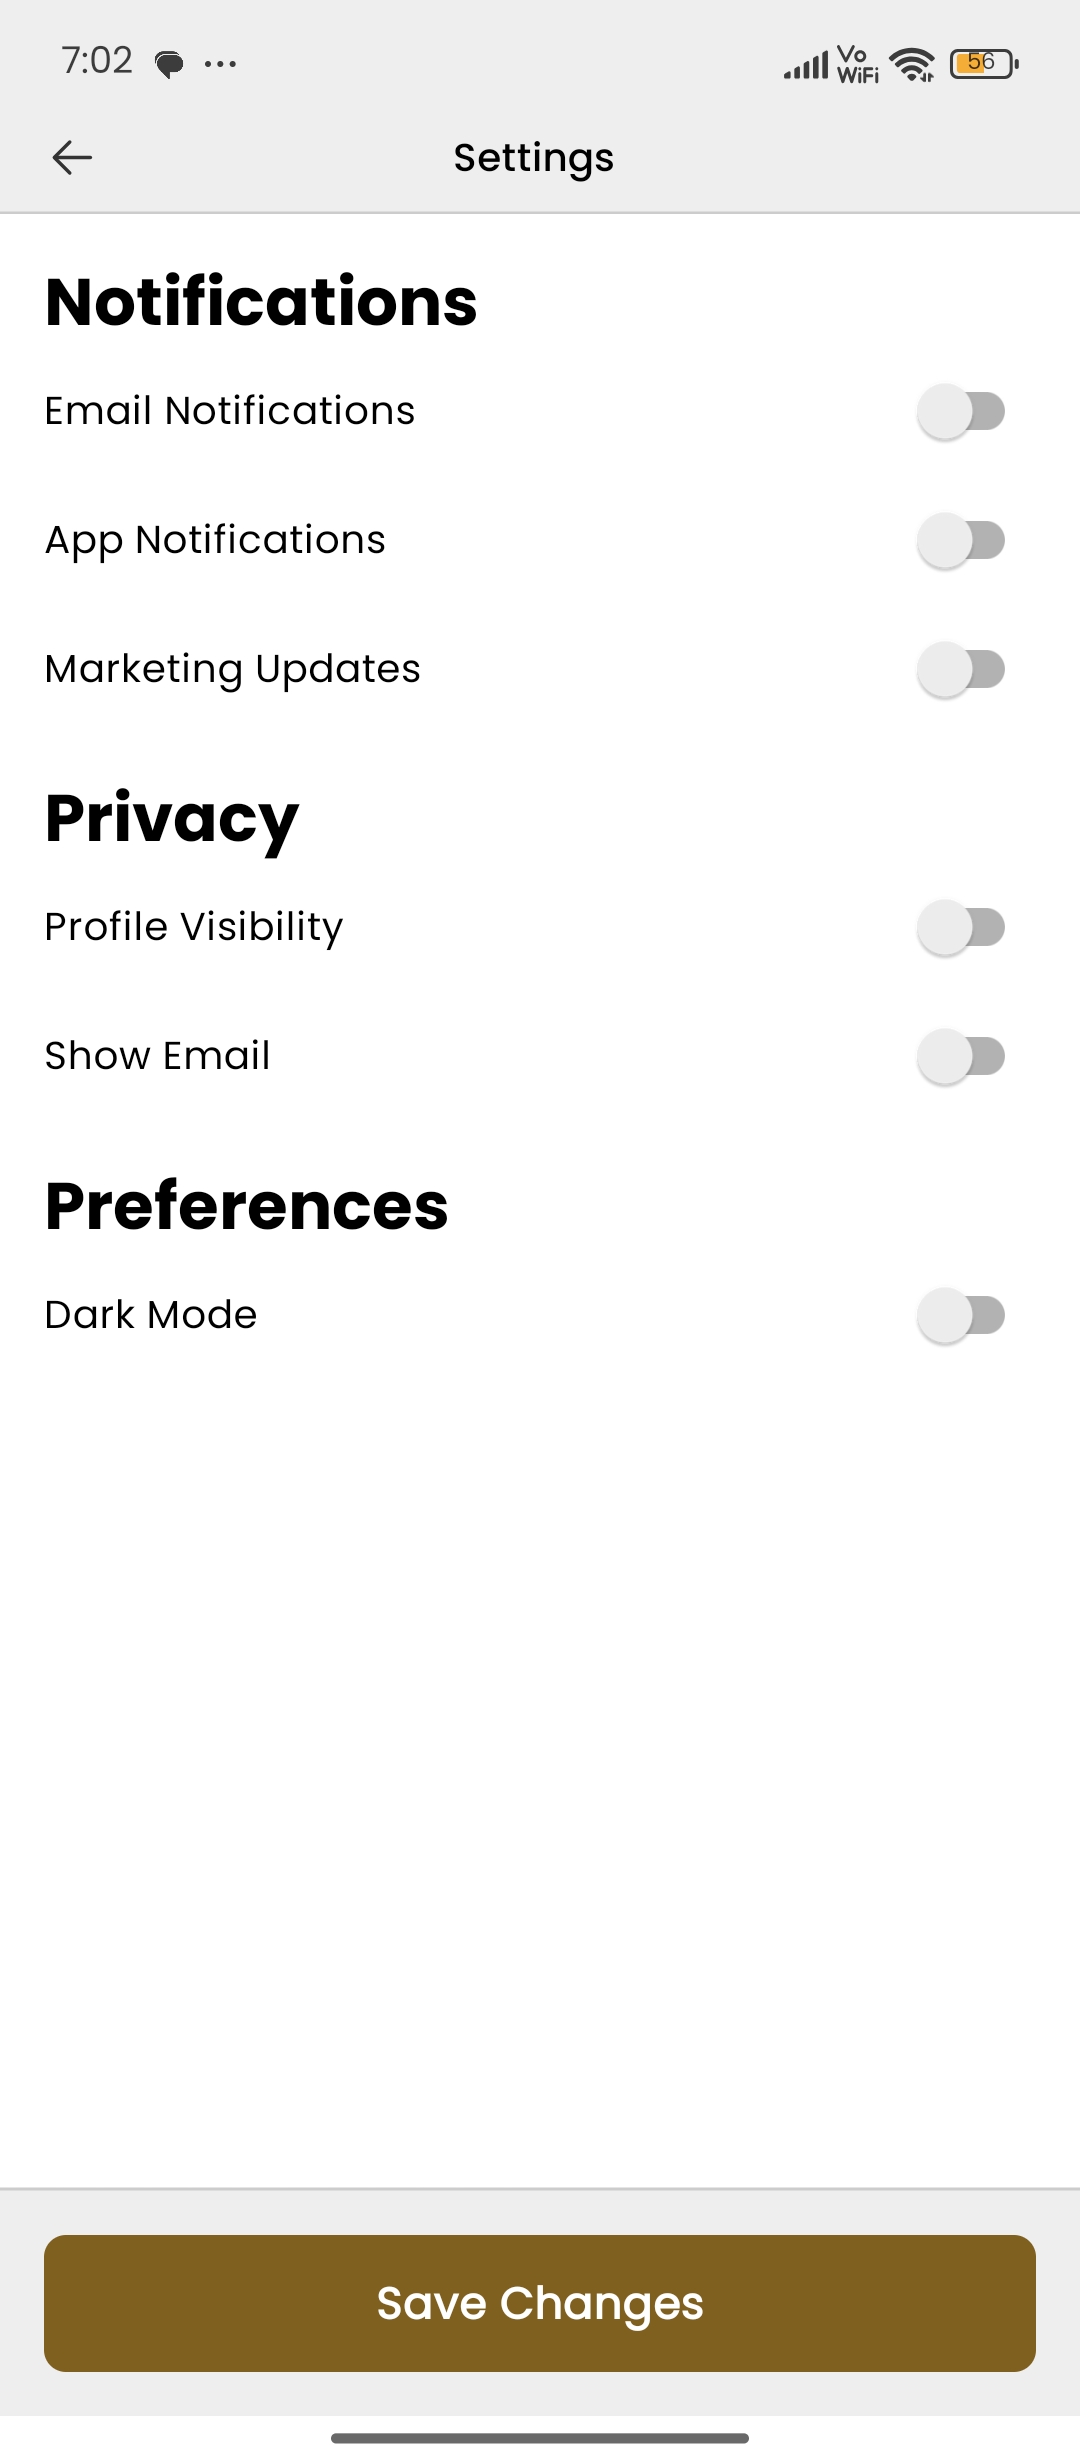 7:02 ... Vo WiFi 56
Settings
Notifications
Email Notifications
App Notifications
Marketing Updates
Privacy
Profile Visibility
Show Email
Preferences
Dark Mode
Save Changes